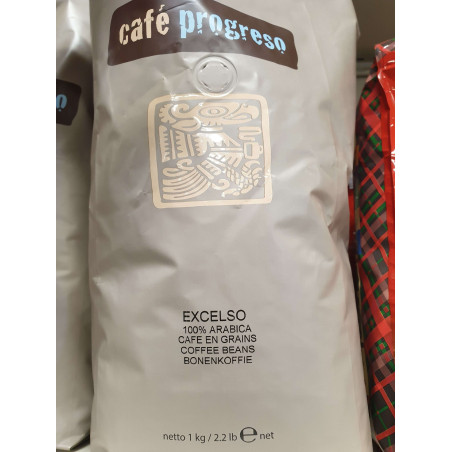 café progreso
EXCELSO
100% ARABICA
CAFE EN GRAINS
COFFEE BEANS
BONENKOFFIE
netto 1 kg / 2.2 lb e net